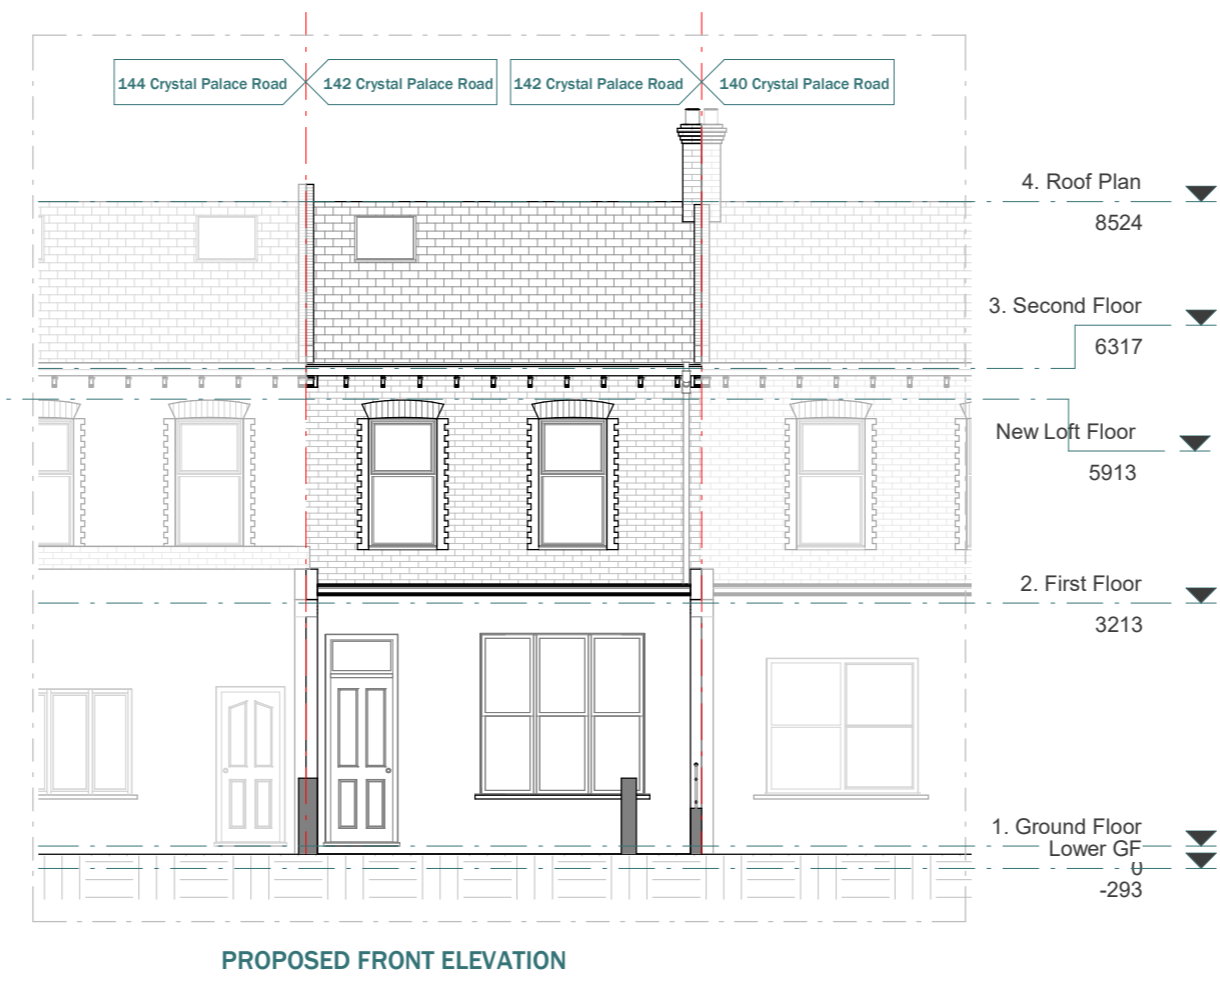 144 Crystal Palace Road
142 Crystal Palace Road
142 Crystal Palace Road
140 Crystal Palace Road
4. Roof Plan
8524
3. Second Floor
6317
New Loft Floor
5913
2. First Floor
3213
1. Ground Floor
Lower GF
0
-293
PROPOSED FRONT ELEVATION